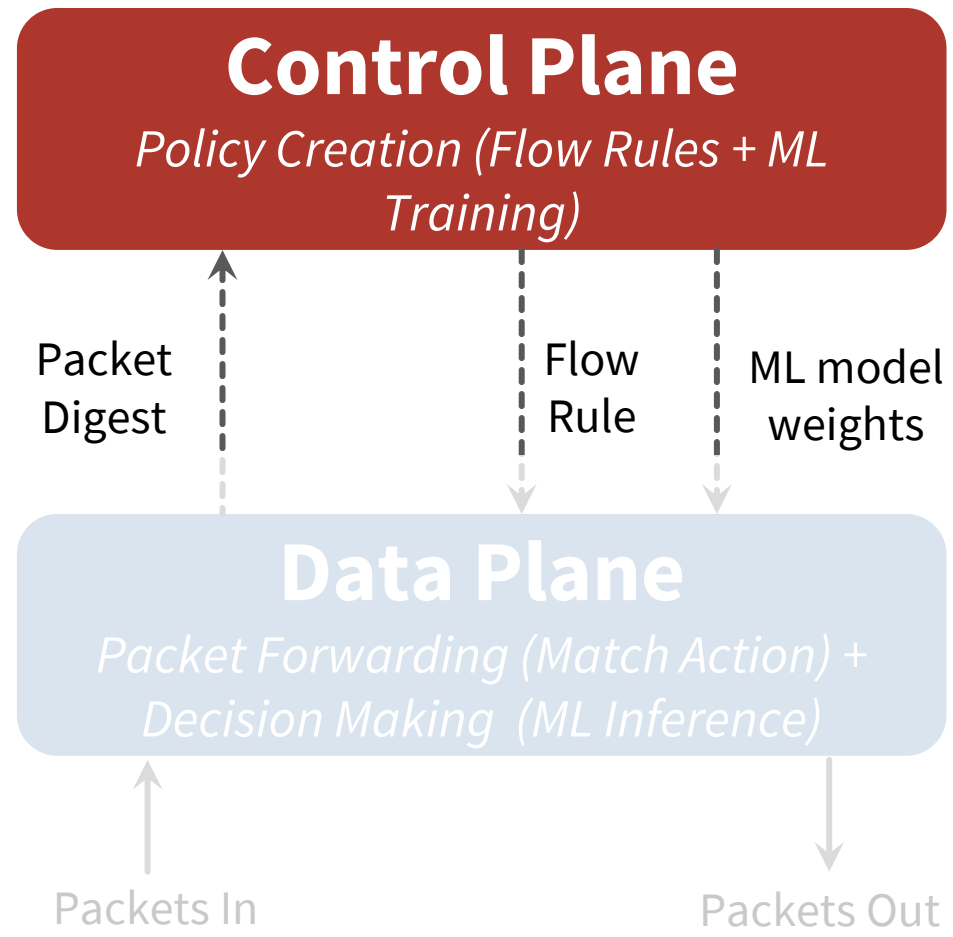 Control Plane
Policy Creation (Flow Rules + ML
Training)
Packet
Digest
Flow
Rule
ML model
weights
Data Plane
Packet Forwarding (Match Action) +
Decision Making  (ML Inference)
Packets In
Packets Out